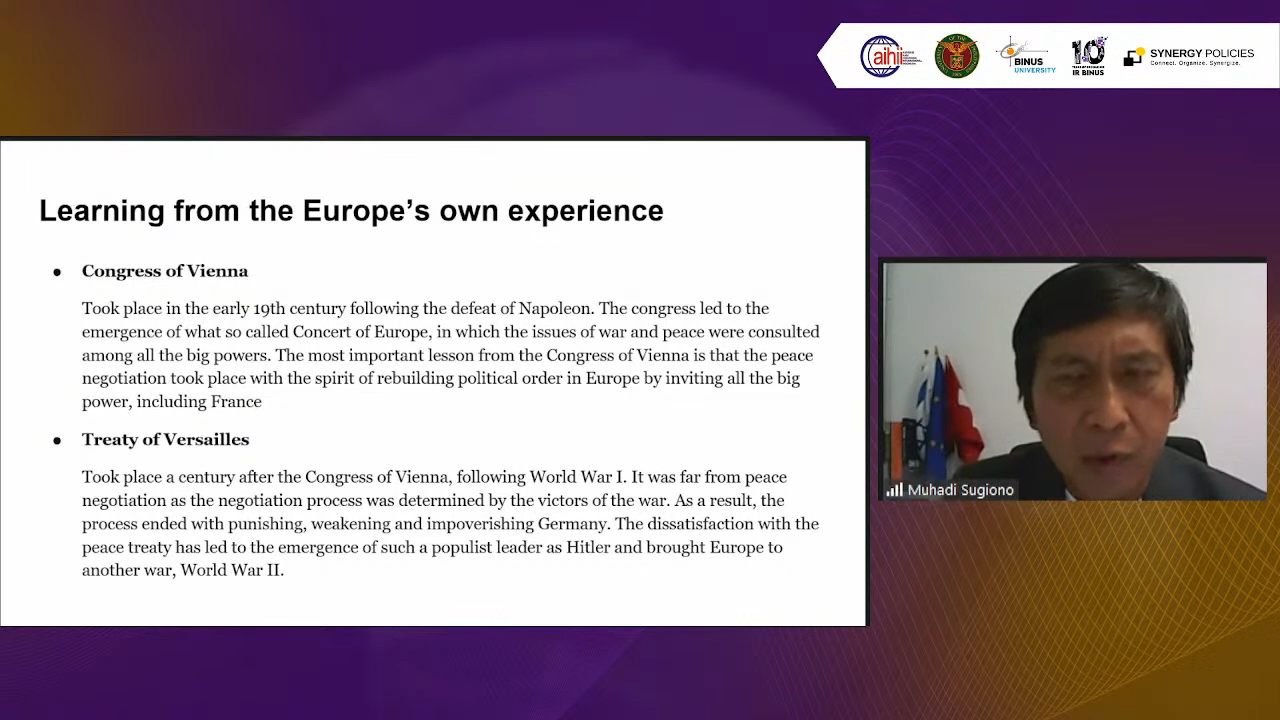 aihii
BINUS
UNIVERSITY
10
IR BINUS
SYNERGY POLICIES
Connect. Organize. Synergize.
Learning from the Europe's own experience
• Congress of Vienna
Took place in the early 19th century following the defeat of Napoleon. The congress led to the
emergence of what so called Concert of Europe, in which the issues of war and peace were consulted
among all the big powers. The most important lesson from the Congress of Vienna is that the peace
negotiation took place with the spirit of rebuilding political order in Europe by inviting all the big
power, including France
• Treaty of Versailles
Took place a century after the Congress of Vienna, following World War I. It was far from peace
negotiation as the negotiation process was determined by the victors of the war. As a result, the
process ended with punishing, weakening and impoverishing Germany. The dissatisfaction with the
peace treaty has led to the emergence of such a populist leader as Hitler and brought Europe to
another war, World War II.
Muhadi Sugiono